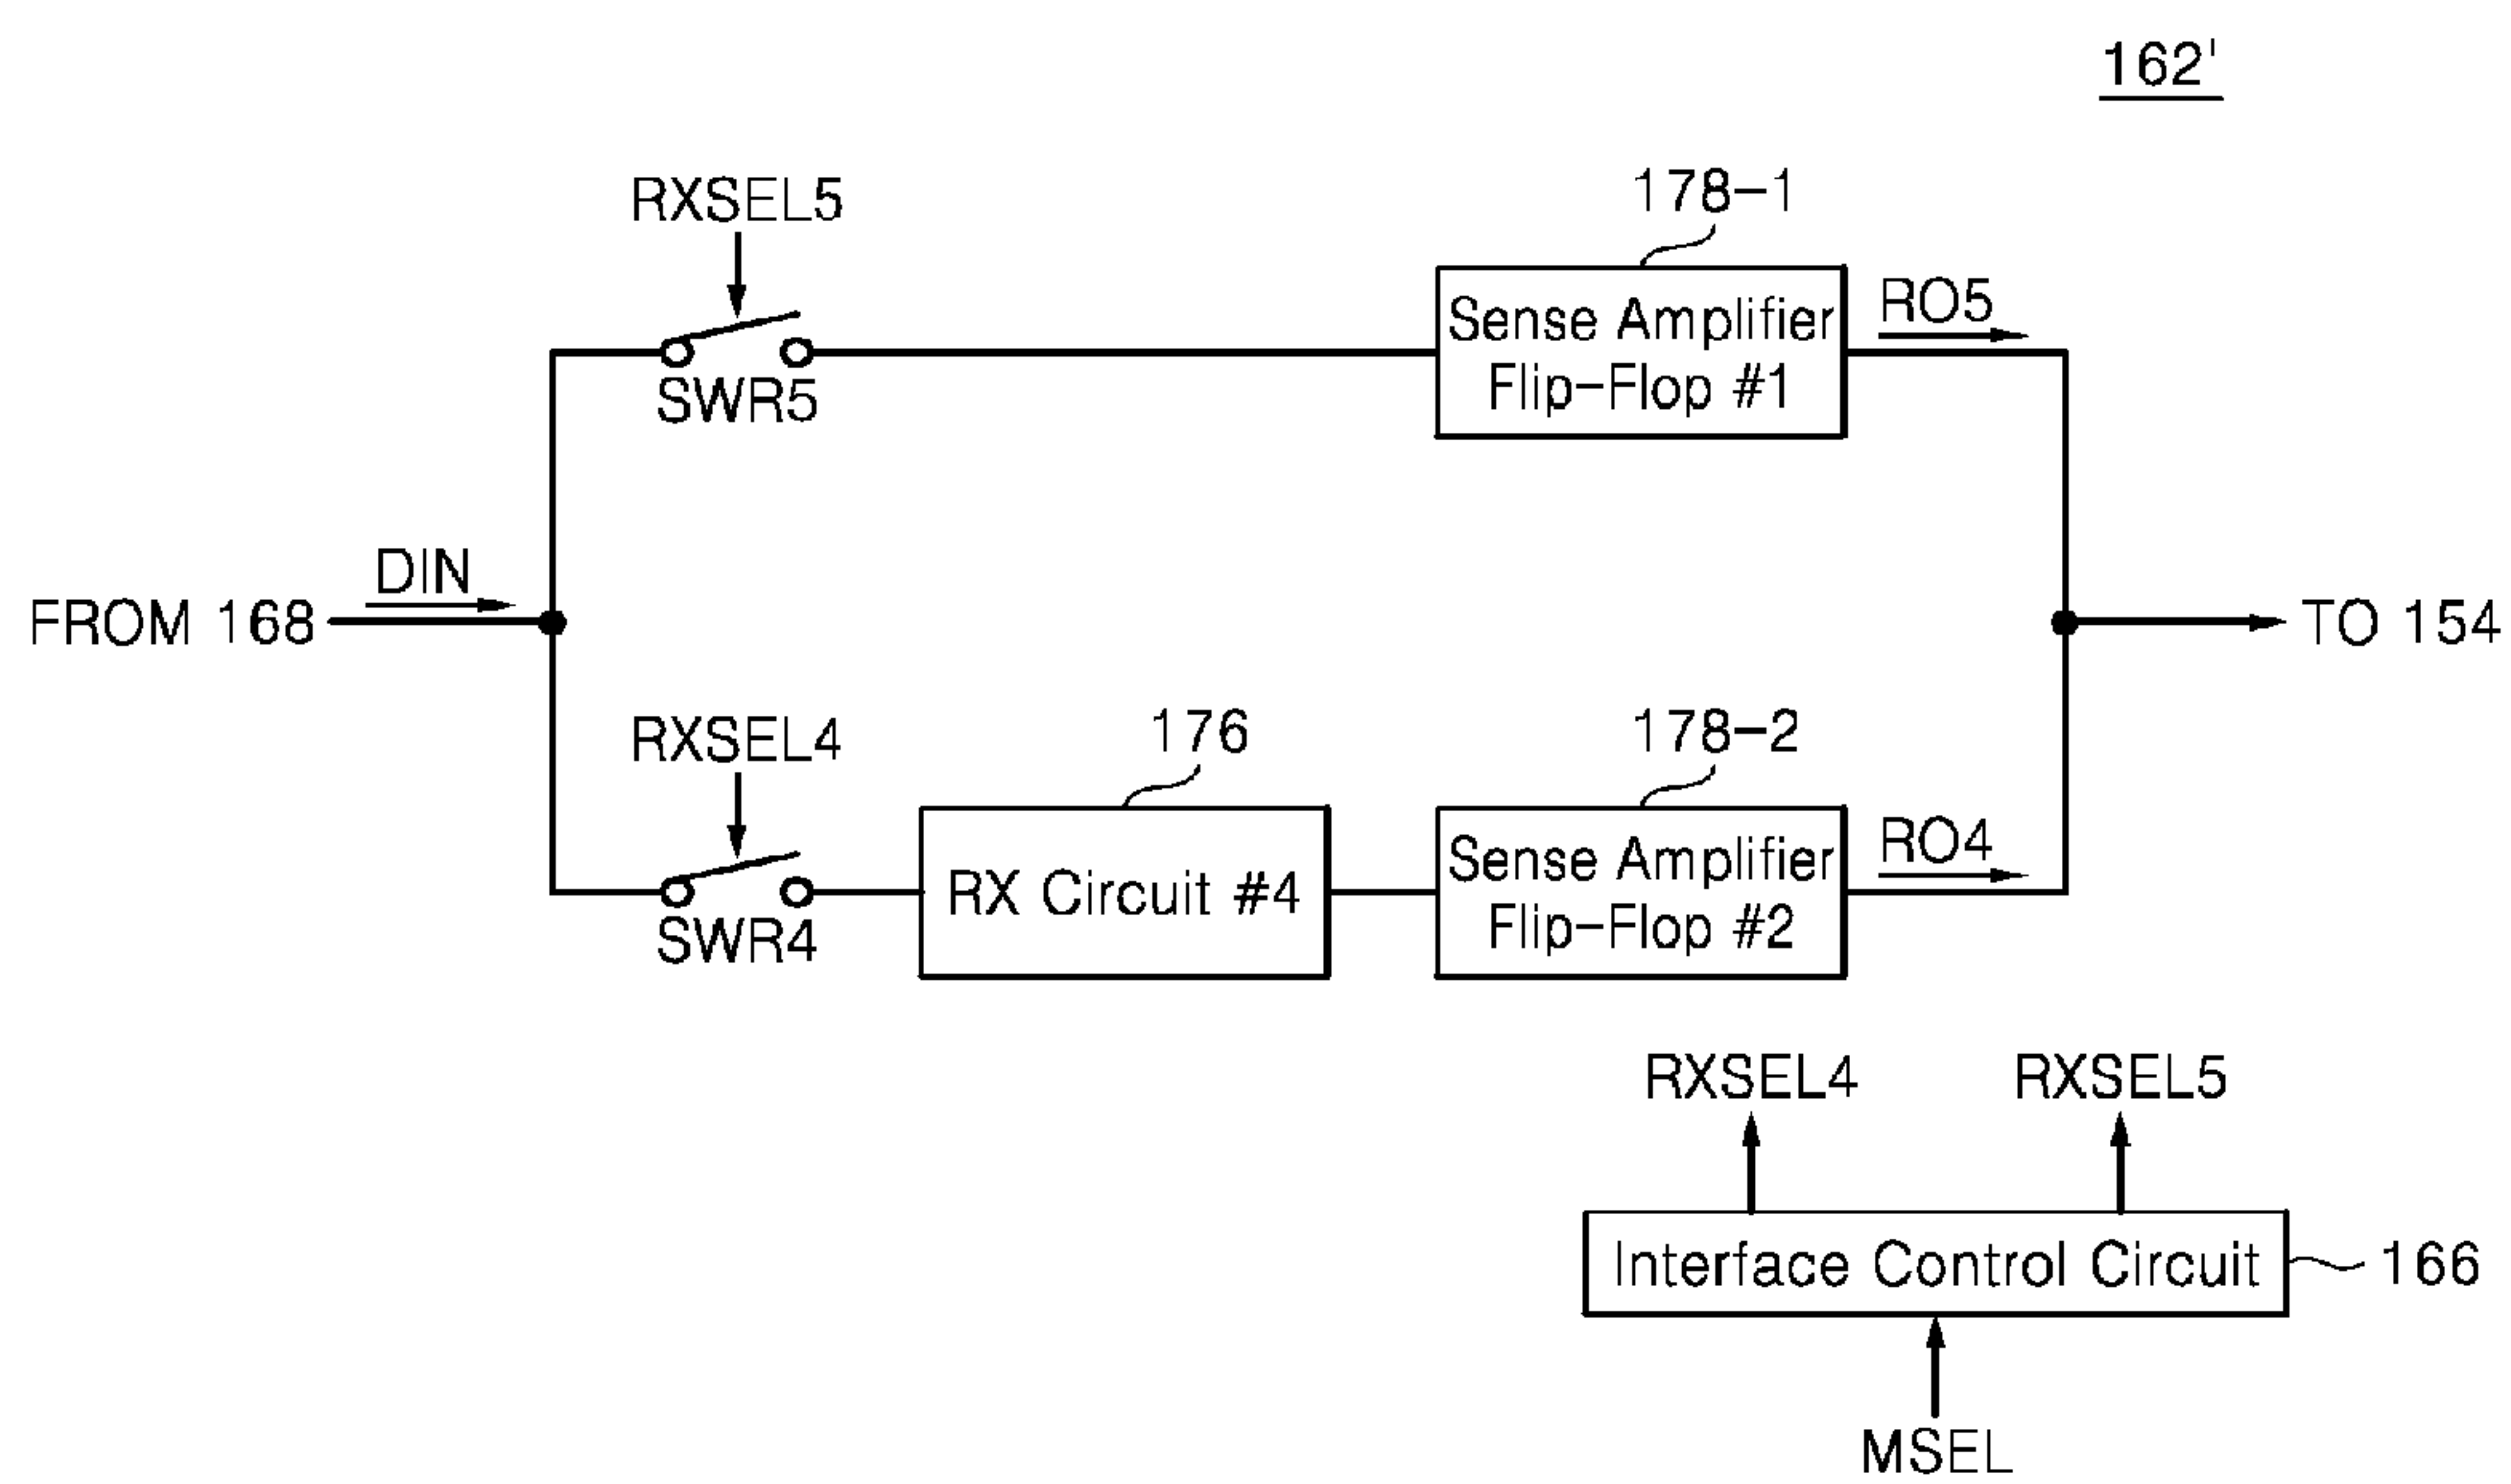 162'
RXSEL5
178-1
SWR5
Sense Amplifier
Flip-Flop #1
RO5
DIN
FROM 168
TO 154
RXSEL4
176
178-2
SWR4
RX Circuit #4
Sense Amplifier
Flip-Flop #2
RO4
RXSEL4
RXSEL5
Interface Control Circuit
166
MSEL